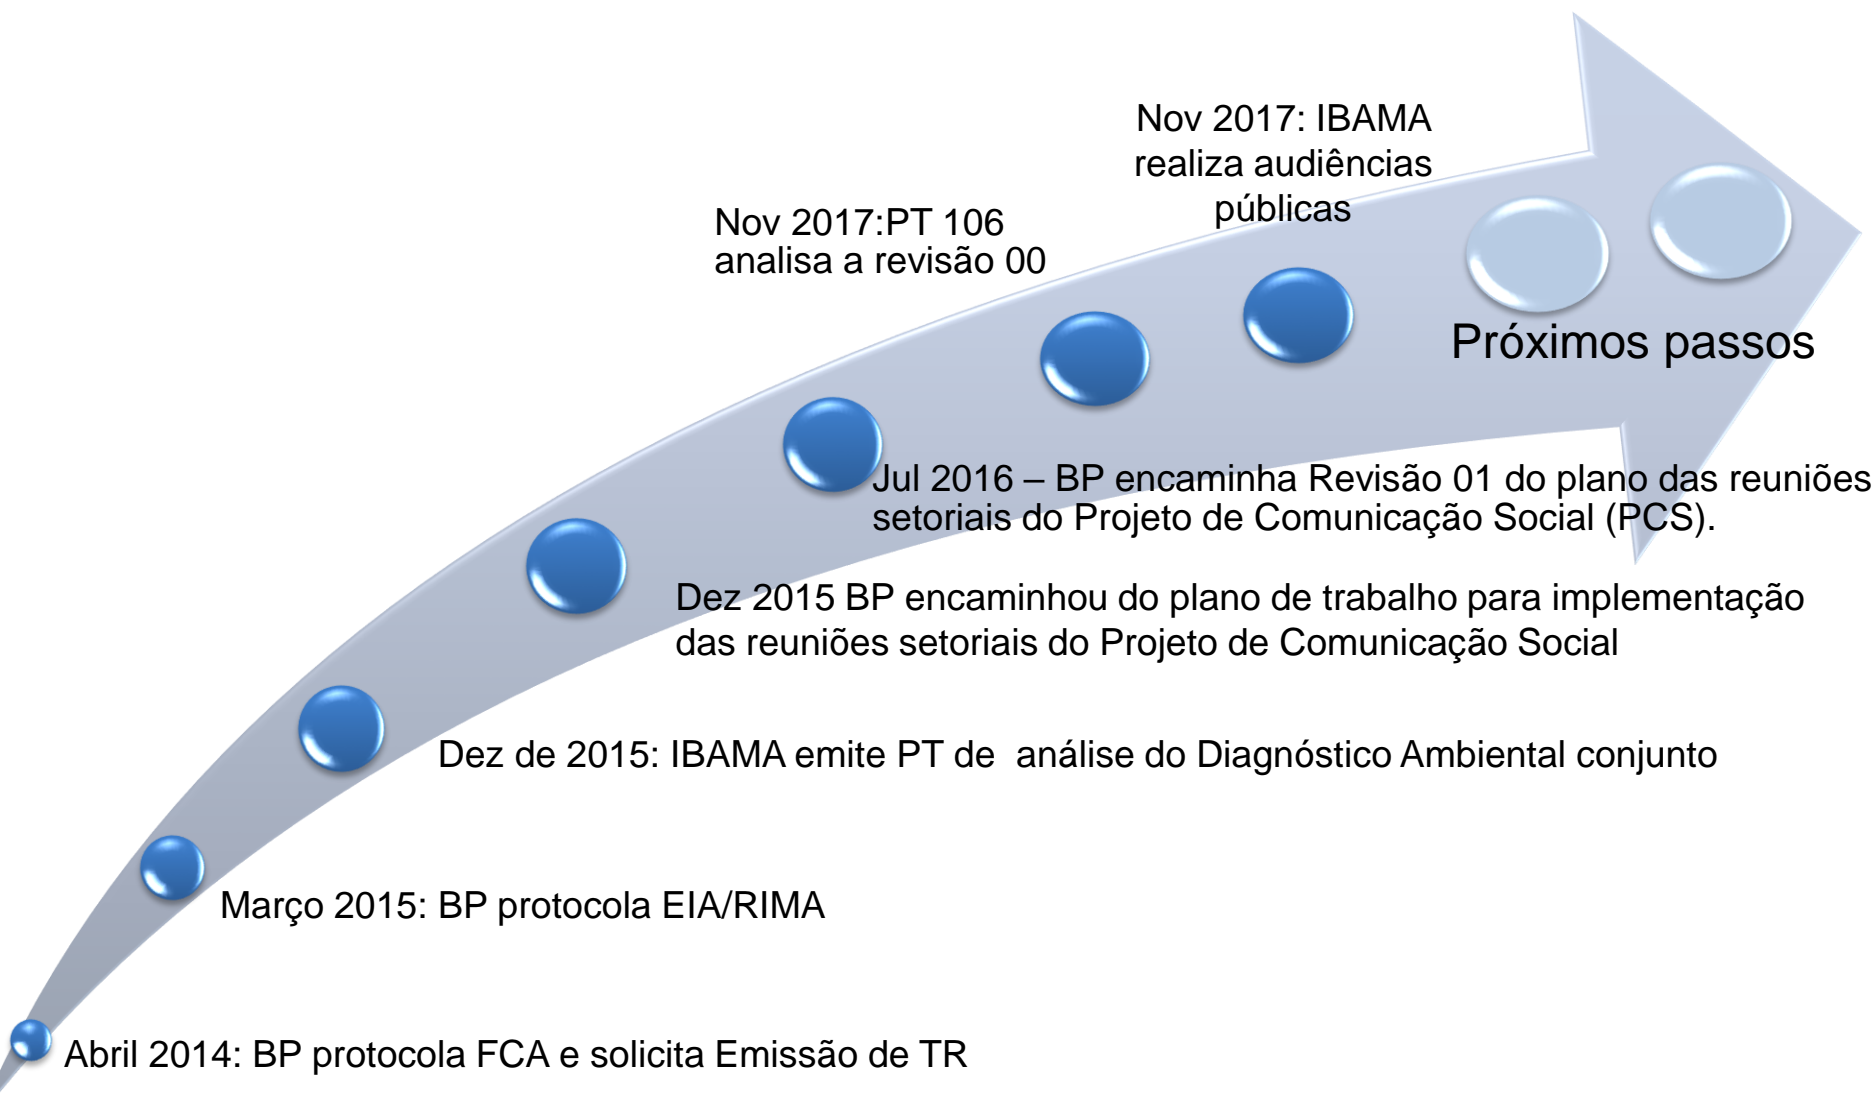 Nov 2017: IBAMA
realiza audiências
públicas
Nov 2017:PT 106
analisa a revisão 00
Próximos passos
Jul 2016 – BP encaminha Revisão 01 do plano das reuniões
setoriais do Projeto de Comunicação Social (PCS).
Dez 2015 BP encaminhou do plano de trabalho para implementação
das reuniões setoriais do Projeto de Comunicação Social
Dez de 2015: IBAMA emite PT de  análise do Diagnóstico Ambiental conjunto
Março 2015: BP protocola EIA/RIMA
Abril 2014: BP protocola FCA e solicita Emissão de TR